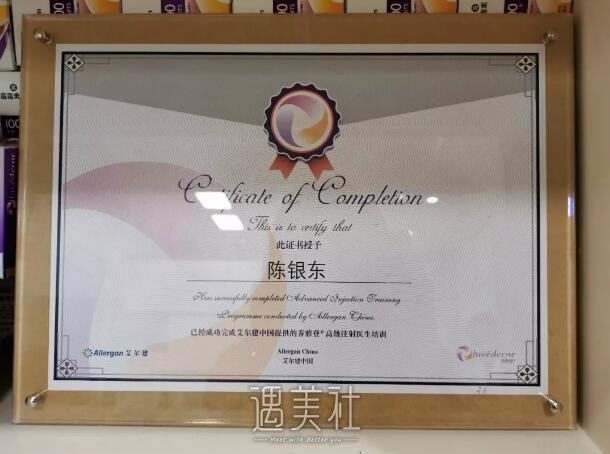 Certificate of Completion
This is to certify that
此证书授予
陈银东
Has successfully completed Advanced Injection Training
Programme conducted by Allergan China.
已经成功完成艾尔建中国提供的乔雅登®高级注射医生培训
Allergan 艾尔建
Allergan China
艾尔建中国
Juvéderm
遇美社
Meet with Better you